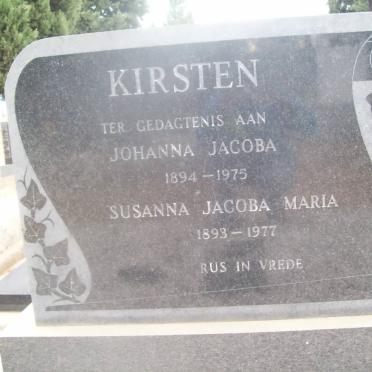 KIRSTEN
TER GEDAGTENIS AAN
JOHANNA JACOBA
1894 - 1975
SUSANNA JACOBA MARIA
1893 - 1977
RUS IN VREDE